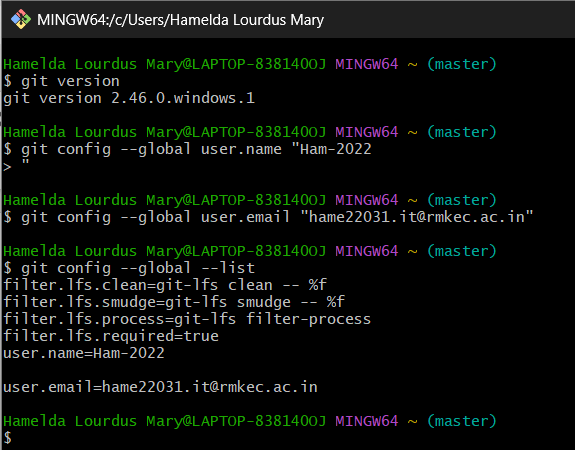 MINGW64:/c/Users/Hamelda Lourdus Mary
Hamelda Lourdus Mary@LAPTOP-83814OOJ MINGW64 ~ (master)
$ git version
git version 2.46.0.windows.1
Hamelda Lourdus Mary@LAPTOP-83814OOJ MINGW64 ~ (master)
$ git config --global user.name "Ham-2022
> "
Hamelda Lourdus Mary@LAPTOP-83814OOJ MINGW64 ~ (master)
$ git config --global user.email "hame22031.it@rmkec.ac.in"
Hamelda Lourdus Mary@LAPTOP-83814OOJ MINGW64 ~ (master)
$ git config --global --list
filter.lfs.clean=git-lfs clean -- %f
filter.lfs.smudge=git-lfs smudge -- %f
filter.lfs.process=git-lfs filter-process
filter.lfs.required=true
user.name=Ham-2022
user.email=hame22031.it@rmkec.ac.in
Hamelda Lourdus Mary@LAPTOP-83814OOJ MINGW64 ~ (master)
$